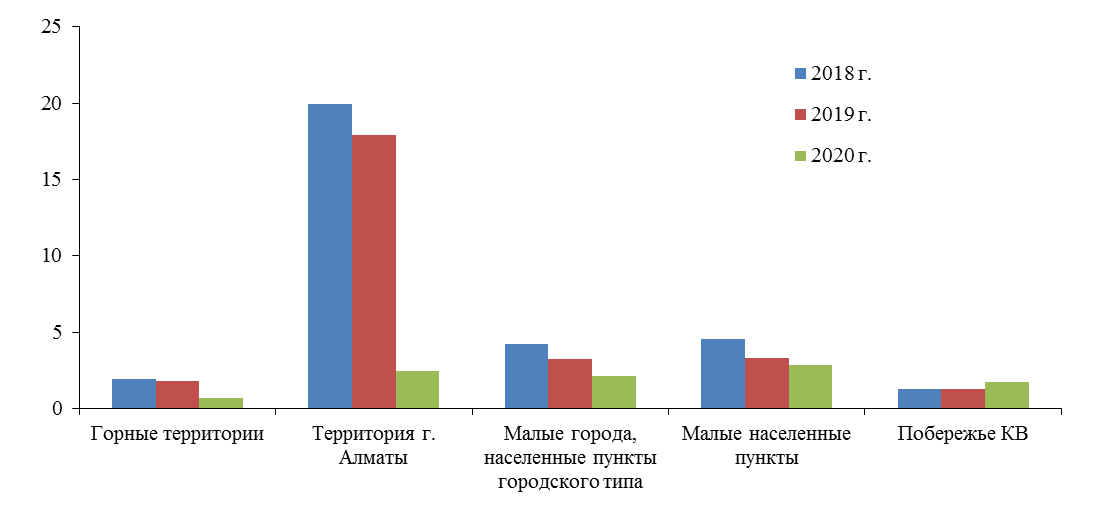 25
20
15
10
5
0
2018 г.
2019 г.
2020 г.
Горные территории
Территория г.
Алматы
Малые города,
населенные пункты
городского типа
Малые населенные
пункты
Побережье КВ